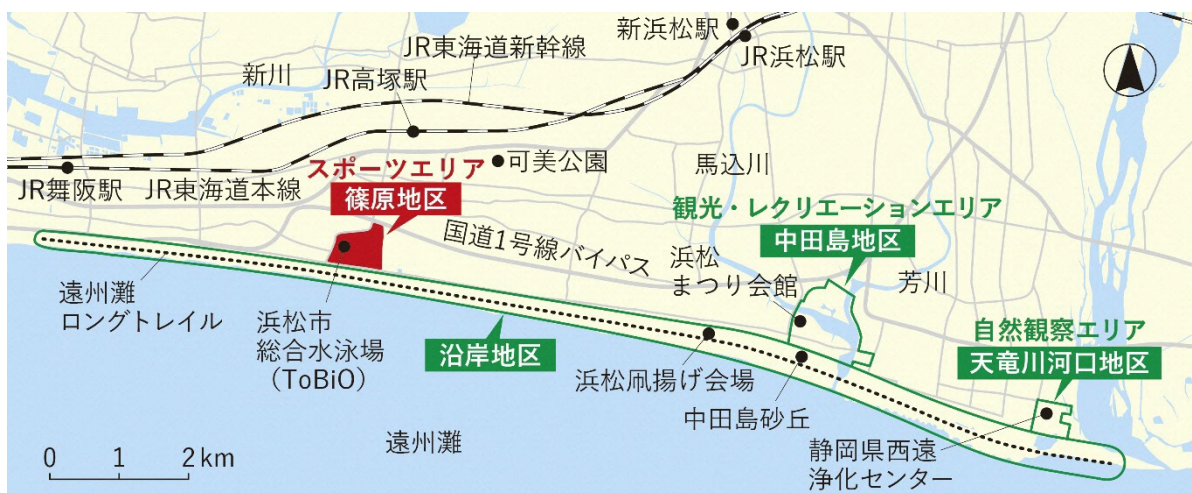 新浜松駅
JR浜松駅
JR東海道新幹線
新川
JR高塚駅
可美公園
馬込川
JR舞阪駅
JR東海道本線
スポーツエリア
篠原地区
観光・レクリエーションエリア
中田島地区
国道1号線バイパス
浜松
まつり会館
芳川
遠州灘
ロングトレイル
浜松市
総合水泳場
（ToBiO）
沿岸地区
浜松凧揚げ会場
中田島砂丘
自然観察エリア
天竜川河口地区
静岡県西遠
浄化センター
遠州灘
0 1 2km